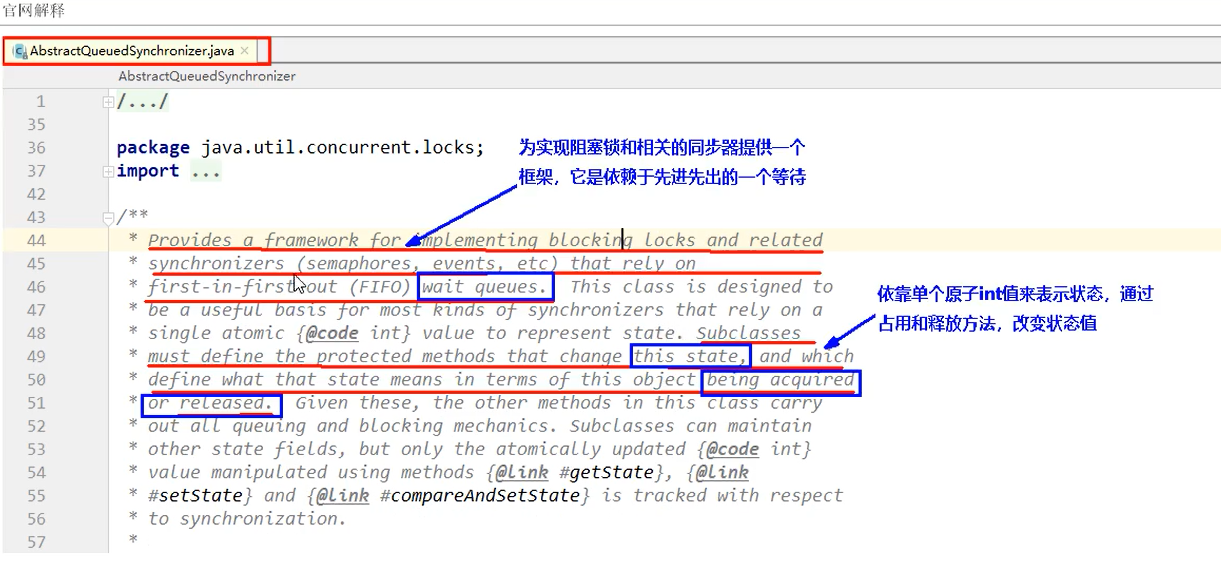 官网解释
AbstractQueuedSynchronizer.java ×
AbstractQueuedSynchronizer
1 /.../
35
36 package java.util.concurrent.locks;
37 import ...
42
43 /**
44 * Provides a framework for implementing blocking locks and related
45 * synchronizers (semaphores, events, etc) that rely on
46 * first-in-first-out (FIFO) wait queues. This class is designed to
47 * be a useful basis for most kinds of synchronizers that rely on a
48 * single atomic {@code int} value to represent state. Subclasses
49 * must define the protected methods that change this state, and which
50 * define what that state means in terms of this object being acquired
51 * or released. Given these, the other methods in this class carry
52 * out all queuing and blocking mechanics. Subclasses can maintain
53 * other state fields, but only the atomically updated {@code int}
54 * value manipulated using methods {@link #getState}, {@link
55 * #setState} and {@link #compareAndSetState} is tracked with respect
56 * to synchronization.
57 *
为实现阻塞锁和相关的同步器提供一个
框架，它是依赖于先进先出的一个等待
依靠单个原子int值来表示状态，通过
占用和释放方法，改变状态值